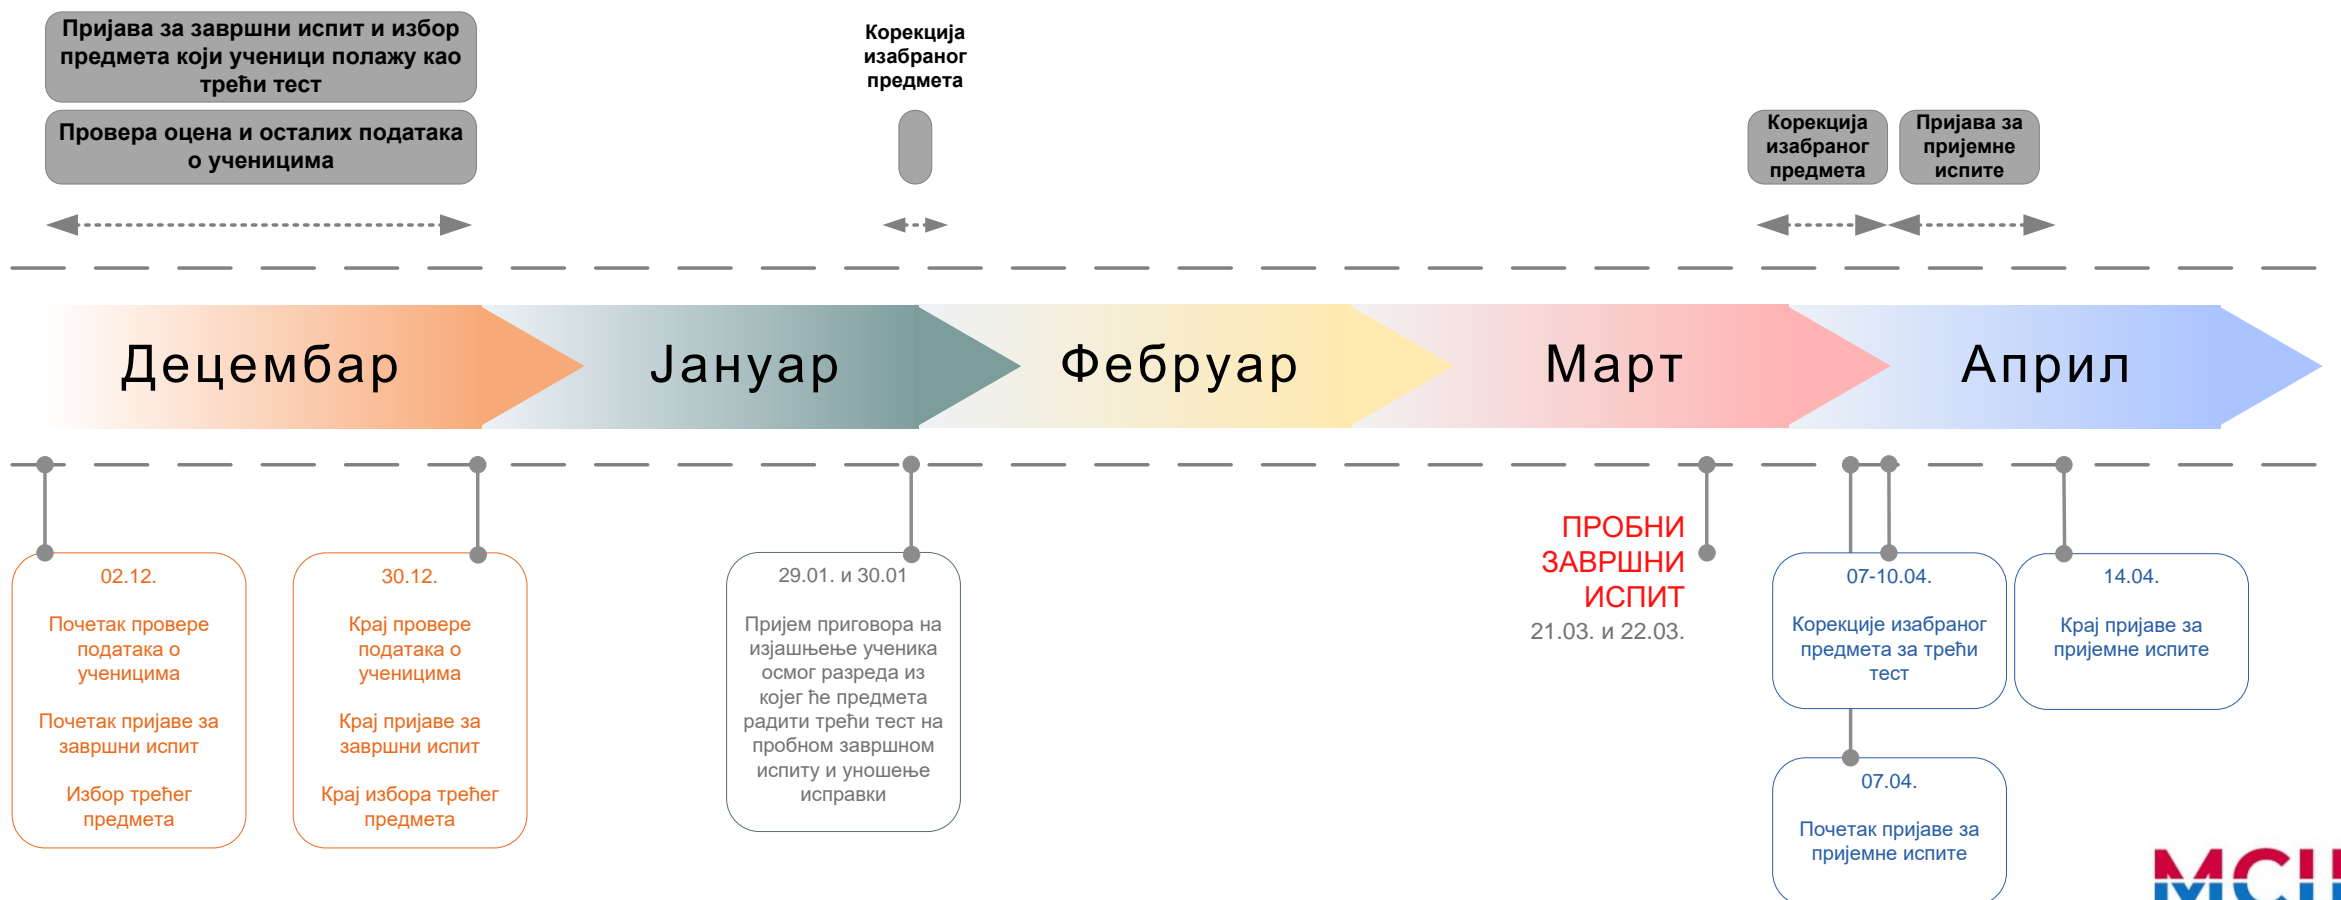 Пријава за завршни испит и избор
предмета који ученици полажу као
трећи тест
Провера оцена и осталих података
о ученицима
Корекција
изабраног
предмета
Корекција
изабраног
предмета
Пријава за
пријемне
испите
Децембар
Јануар
Фебруар
Март
Април
02.12.
Почетак провере
података о
ученицима
Почетак пријаве за
завршни испит
Избор трећег
предмета
30.12.
Крај провере
података о
ученицима
Крај пријаве за
завршни испит
Крај избора трећег
предмета
29.01. и 30.01
Пријем приговора на
изјашњење ученика
осмог разреда из
којег ће предмета
радити трећи тест на
пробном завршном
испиту и уношење
исправки
ПРОБНИ
ЗАВРШНИ
ИСПИТ
21.03. и 22.03.
07-10.04.
Корекције изабраног
предмета за трећи
тест
07.04.
Почетак пријаве за
пријемне испите
14.04.
Крај пријаве за
пријемне испите